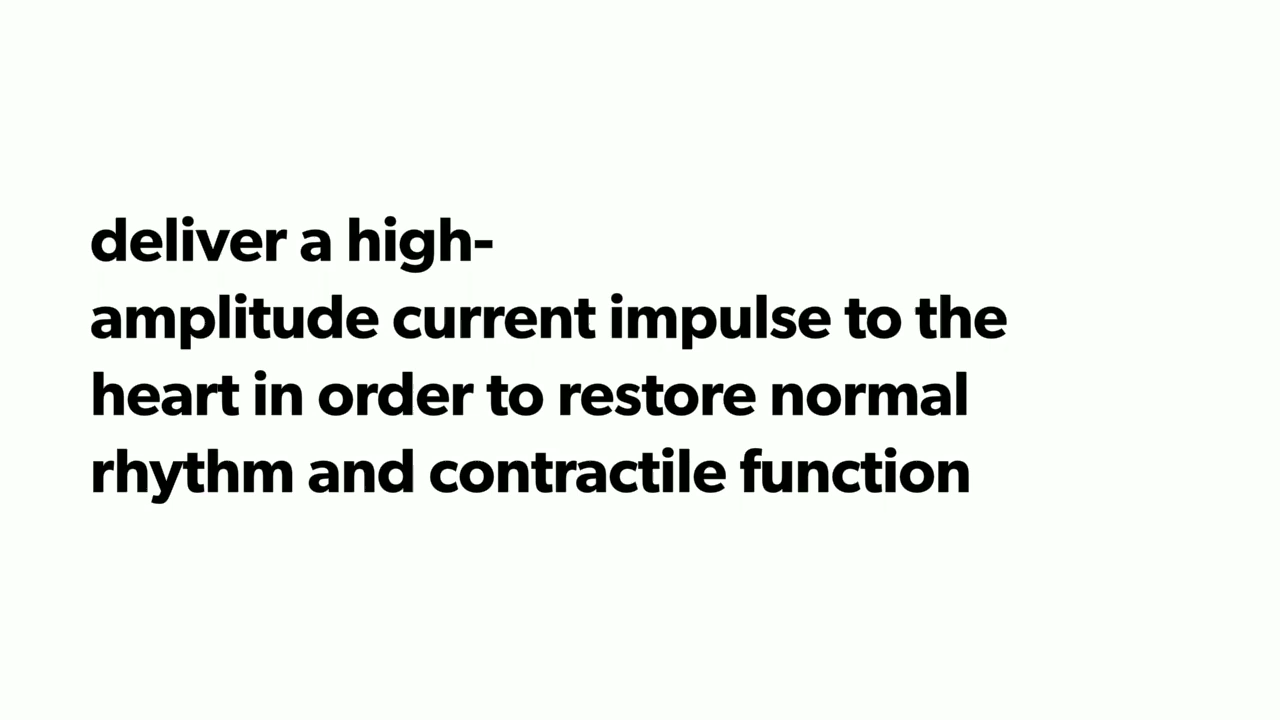 deliver a high-
amplitude current impulse to the
heart in order to restore normal
rhythm and contractile function